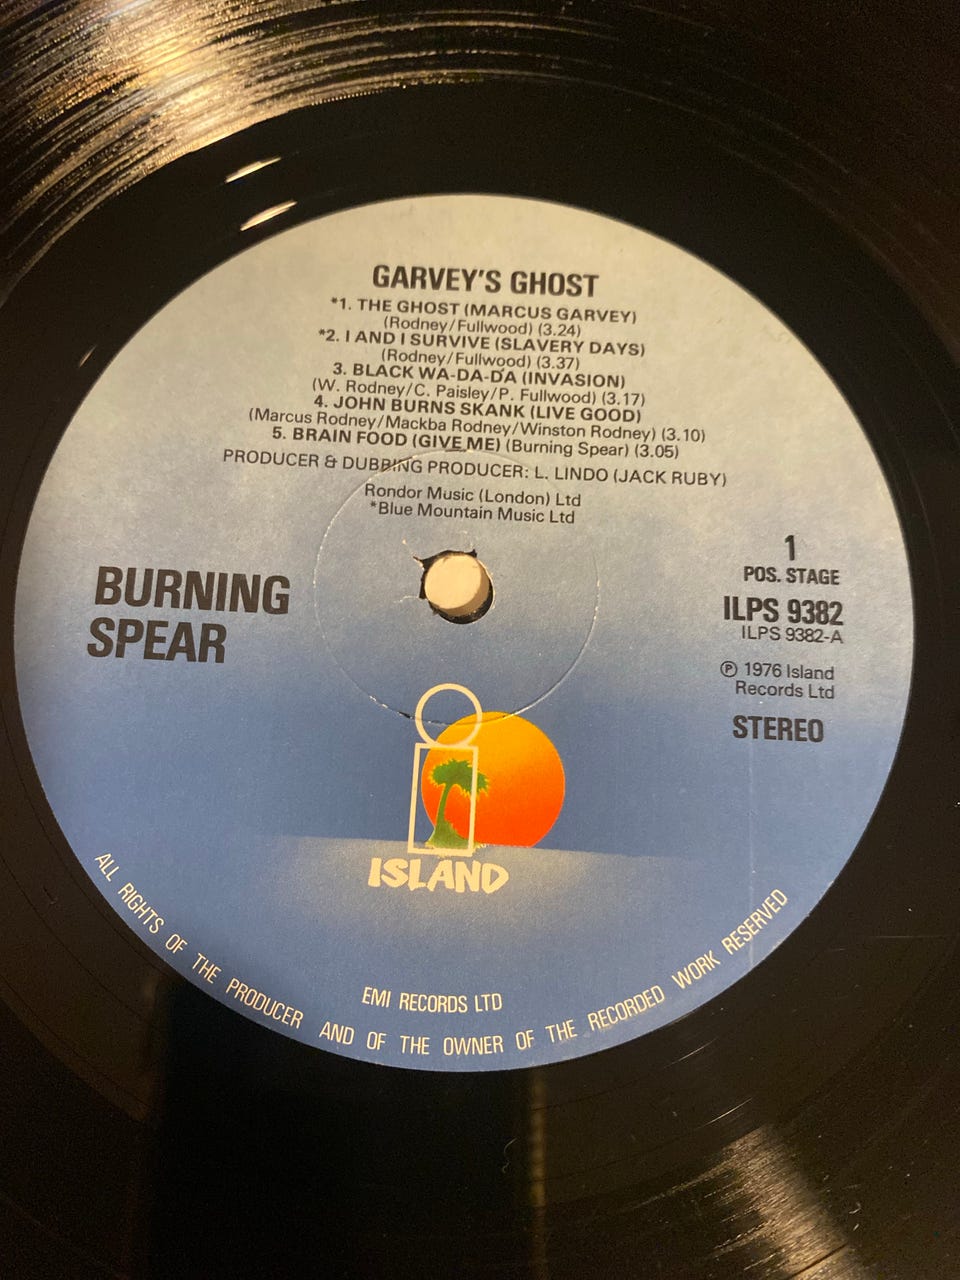 GARVEY'S GHOST
*1. THE GHOST (MARCUS GARVEY)
(Rodney/Fullwood) (3.24)
*2. I AND I SURVIVE (SLAVERY DAYS)
(Rodney/Fullwood) (3.37)
3. BLACK WA-DA-DA (INVASION)
(W. Rodney/C. Paisley/P. Fullwood) (3.17)
4. JOHN BURNS SKANK (LIVE GOOD)
(Marcus Rodney/Mackba Rodney/Winston Rodney) (3.10)
5. BRAIN FOOD (GIVE ME) (Burning Spear) (3.05)
PRODUCER & DUBBING PRODUCER: L. LINDO (JACK RUBY)
Rondor Music (London) Ltd
*Blue Mountain Music Ltd
BURNING
SPEAR
1
POS. STAGE
ILPS 9382
ILPS 9382-A
℗ 1976 Island
Records Ltd
STEREO
i
ISLAND
EMI RECORDS LTD
ALL RIGHTS OF THE PRODUCER AND OF THE OWNER OF THE RECORDED WORK RESERVED